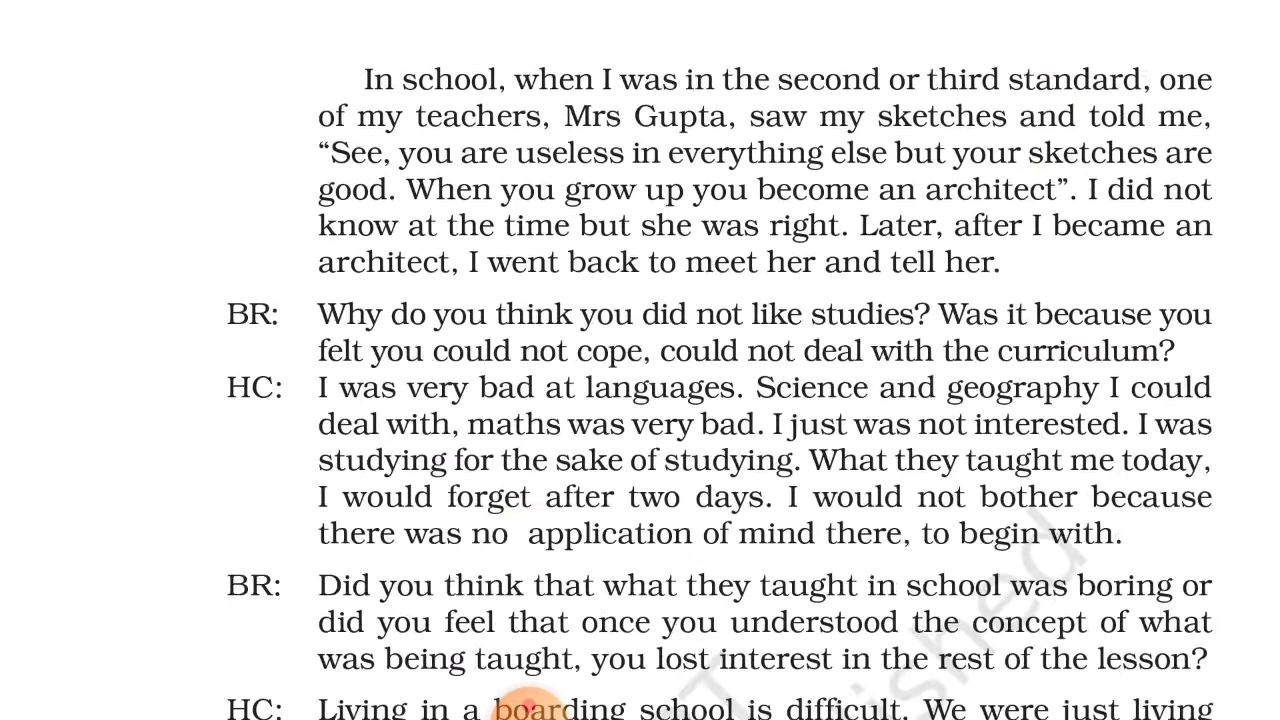 In school, when I was in the second or third standard, one
of my teachers, Mrs Gupta, saw my sketches and told me,
“See, you are useless in everything else but your sketches are
good. When you grow up you become an architect”. I did not
know at the time but she was right. Later, after I became an
architect, I went back to meet her and tell her.
BR: Why do you think you did not like studies? Was it because you
felt you could not cope, could not deal with the curriculum?
HC: I was very bad at languages. Science and geography I could
deal with, maths was very bad. I just was not interested. I was
studying for the sake of studying. What they taught me today,
I would forget after two days. I would not bother because
there was no application of mind there, to begin with.
BR: Did you think that what they taught in school was boring or
did you feel that once you understood the concept of what
was being taught, you lost interest in the rest of the lesson?
HC: Living in a boarding school is difficult. We were just living